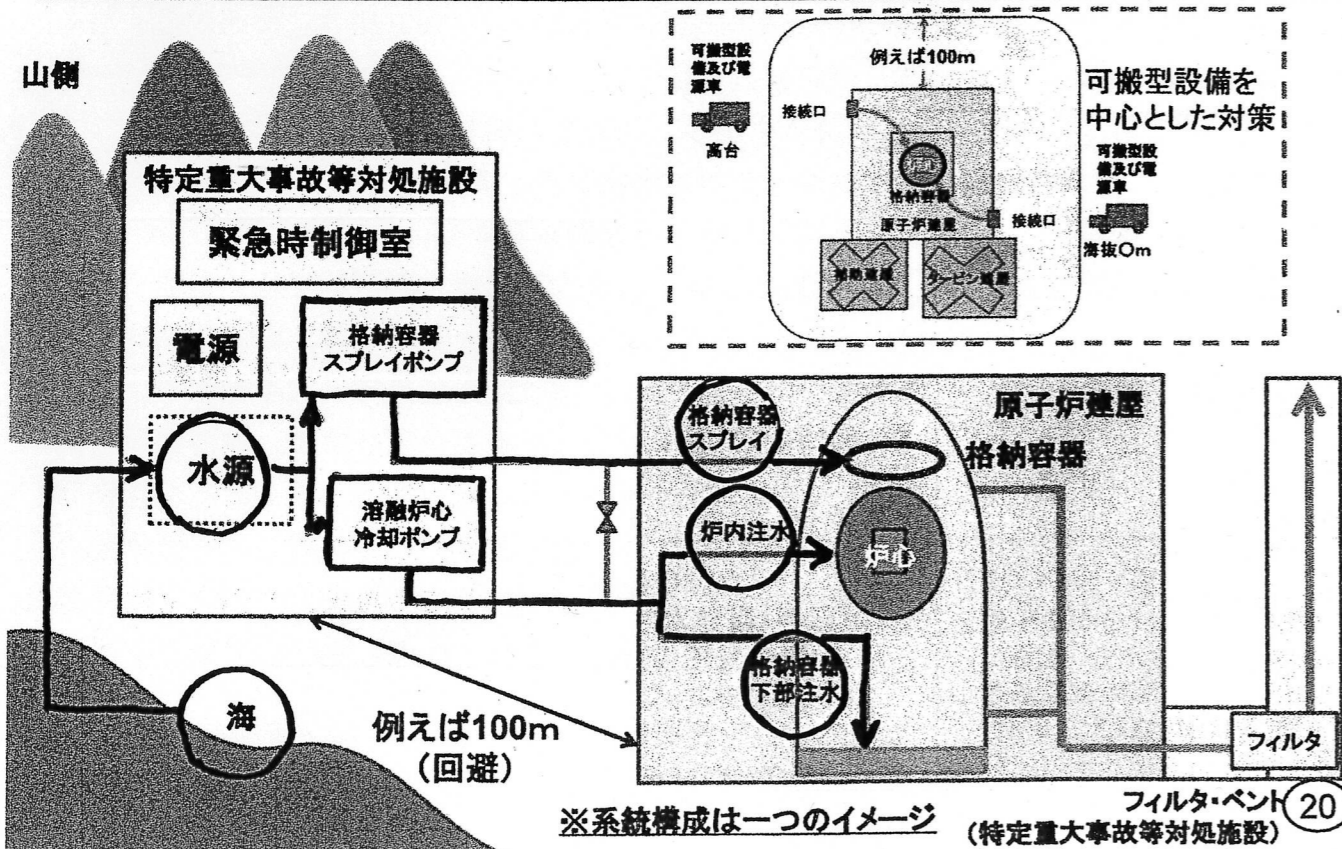 山側
特定重大事故等対処施設
緊急時制御室
電源
格納容器
スプレイポンプ
水源
溶融炉心
冷却ポンプ
海
例えば100m
(回避)
可搬型設
備及び電
源車
高台
例えば100m
接続口
炉心
格納容器
原子炉建屋
接続口
補助建屋
タービン建屋
可搬型設備を
中心とした対策
可搬型設
備及び電
源車
海抜0m
原子炉建屋
格納容器
格納容器
スプレイ
炉内注水
炉心
格納容器
下部注水
フィルタ
※系統構成は一つのイメージ
フィルタ・ベント
(特定重大事故等対処施設)
20